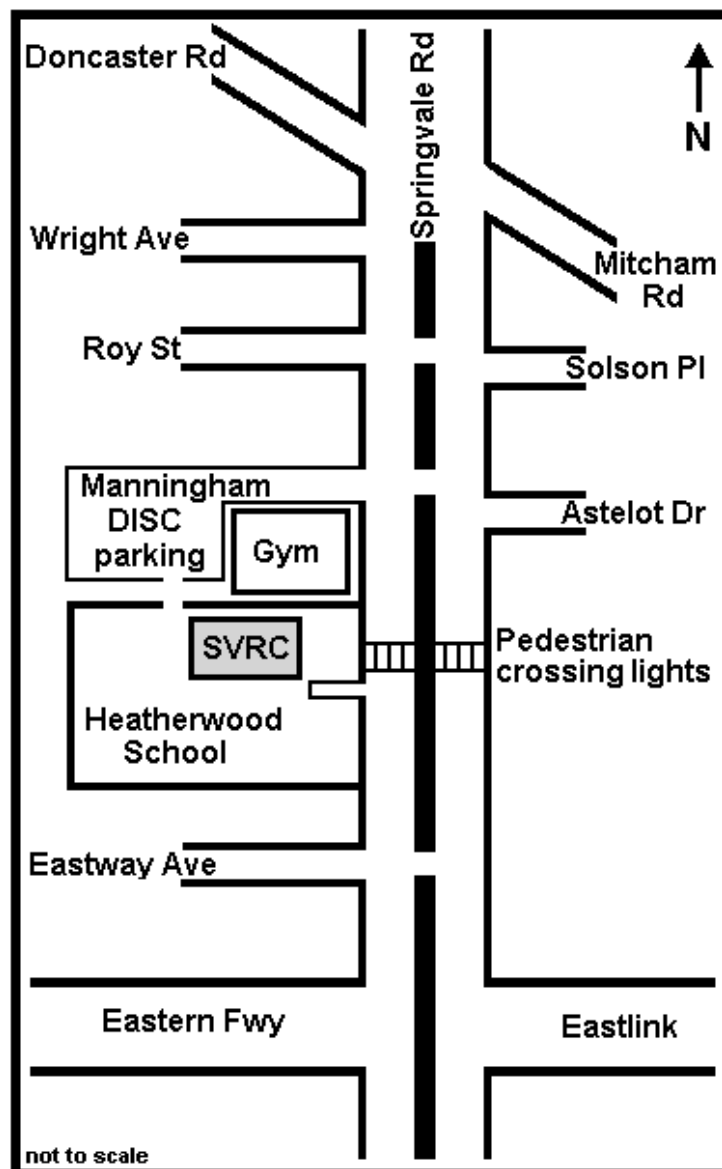 Doncaster Rd
Springvale Rd
N
Wright Ave
Mitcham
Rd
Roy St
Solson Pl
Manningham
DISC
parking
Gym
Astelot Dr
SVRC
Pedestrian
crossing lights
Heatherwood
School
Eastway Ave
Eastern Fwy
Eastlink
not to scale